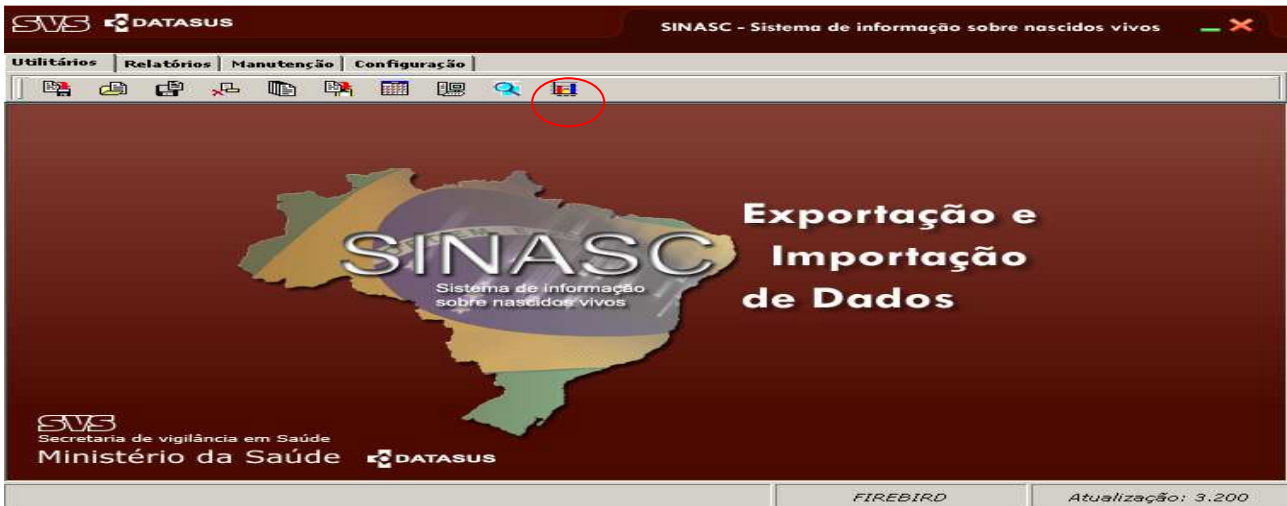 SVS DATASUS
SINASC - Sistema de informação sobre nascidos vivos
Utilitários Relatórios Manutenção Configuração
SINASC
Sistema de informação
sobre nascidos vivos
Exportação e
Importação
de Dados
SVS
Secretaria de vigilância em Saúde
Ministério da Saúde DATASUS
FIREBIRD Atualização: 3.200